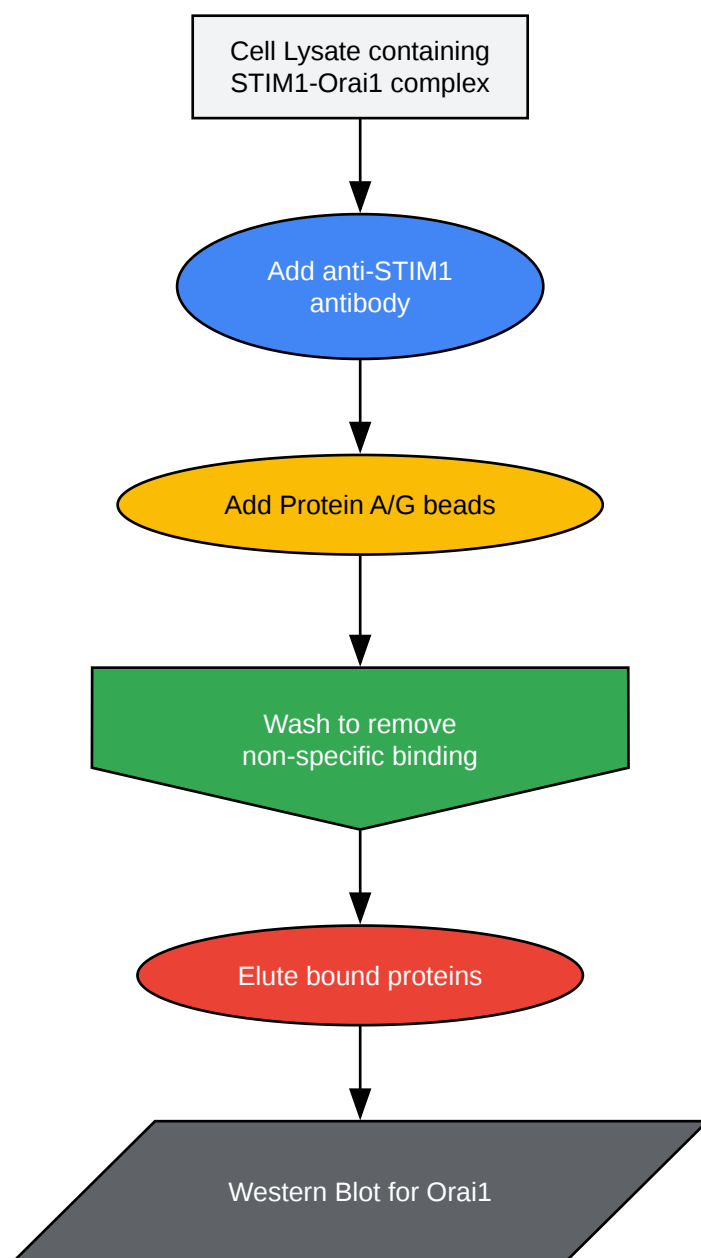 Cell Lysate containing
STIM1-Orai1 complex
Add anti-STIM1
antibody
Add Protein A/G beads
Wash to remove
non-specific binding
Elute bound proteins
Western Blot for Orai1